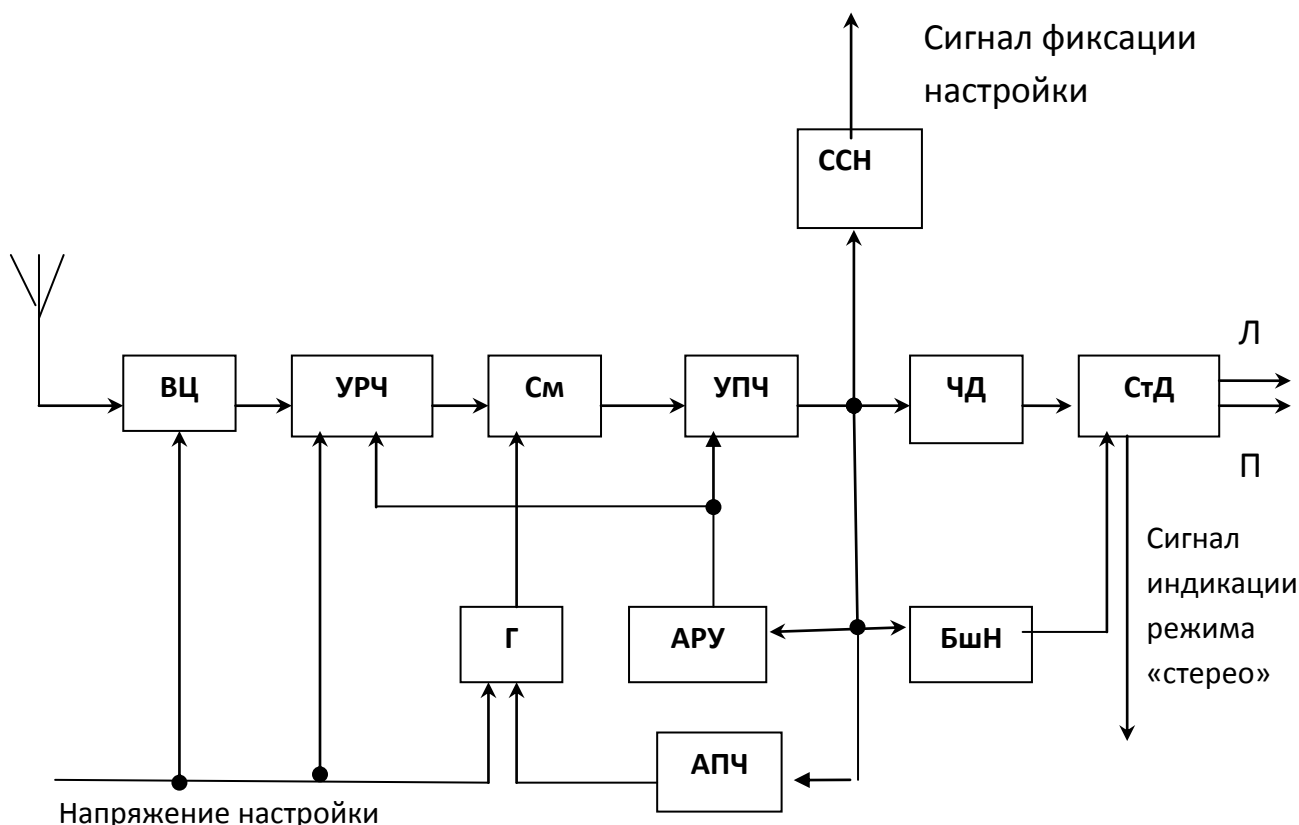 Сигнал фиксации
настройки
ССН
ВЦ
УРЧ
См
УПЧ
ЧД
СтД
Л
П
Г
АРУ
БшН
Сигнал
индикации
режима
«стерео»
АПЧ
Напряжение настройки